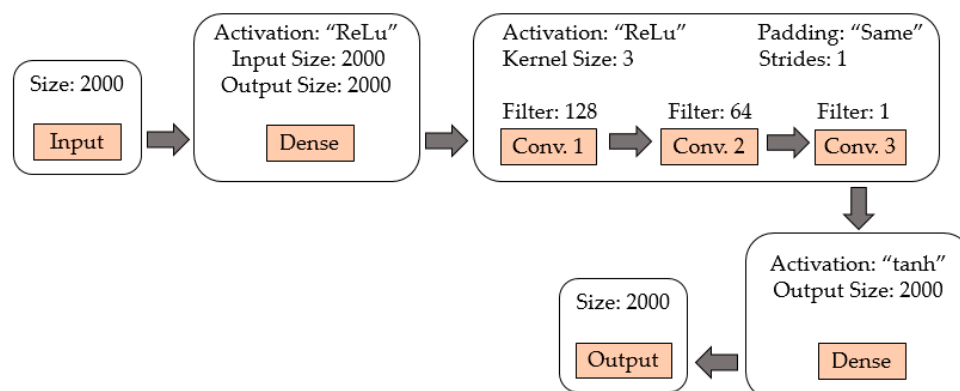 Size: 2000
Input
Activation: “ReLu”
Input Size: 2000
Output Size: 2000
Dense
Activation: “ReLu”
Kernel Size: 3
Padding: “Same”
Strides: 1
Filter: 128
Conv. 1
Filter: 64
Conv. 2
Filter: 1
Conv. 3
Activation: “tanh”
Output Size: 2000
Dense
Size: 2000
Output